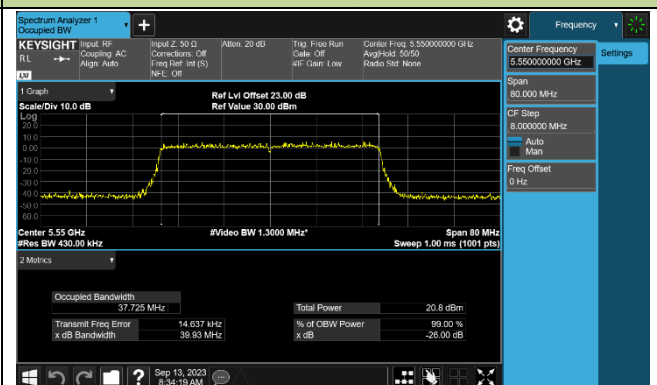 Spectrum Analyzer 1
Occupied BW
+
Frequency
KEYSIGHT
RL
LXI
Input: RF
Coupling: AC
Align: Auto
Input Z: 50 Ω
Corrections: Off
Freq Ref: Int (S)
NFE: Off
Atten: 20 dB
Trig: Free Run
Gate: Off
#IF Gain: Low
Center Freq: 5.550000000 GHz
Avg|Hold: 50/50
Radio Std: None
Center Frequency
5.550000000 GHz
Settings
Span
80.000 MHz
CF Step
8.000000 MHz
Auto
Man
Freq Offset
0 Hz
1 Graph
Scale/Div 10.0 dB
Ref Lvl Offset 23.00 dB
Ref Value 30.00 dBm
Log
20.0
10.0
0.00
-10.0
-20.0
-30.0
-40.0
-50.0
-60.0
Center 5.55 GHz
#Res BW 430.00 kHz
#Video BW 1.3000 MHz*
Span 80 MHz
Sweep 1.00 ms (1001 pts)
2 Metrics
Occupied Bandwidth
37.725 MHz
Total Power 20.8 dBm
Transmit Freq Error 14.637 kHz
% of OBW Power 99.00 %
x dB Bandwidth 39.93 MHz
x dB -26.00 dB
?
Sep 13, 2023
8:34:19 AM